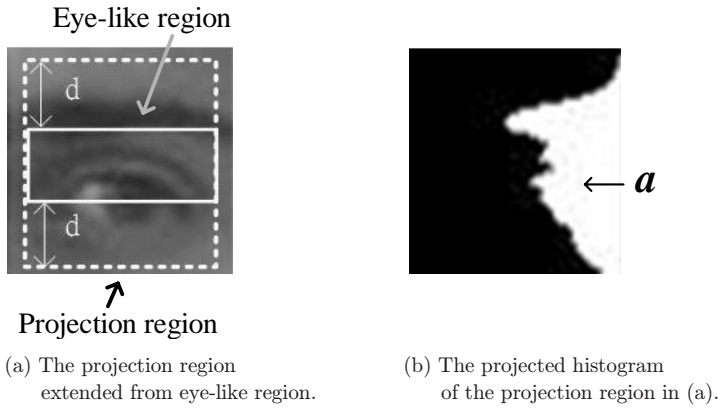 Eye-like region
d
d
a
Projection region
(a) The projection region
extended from eye-like region.
(b) The projected histogram
of the projection region in (a).